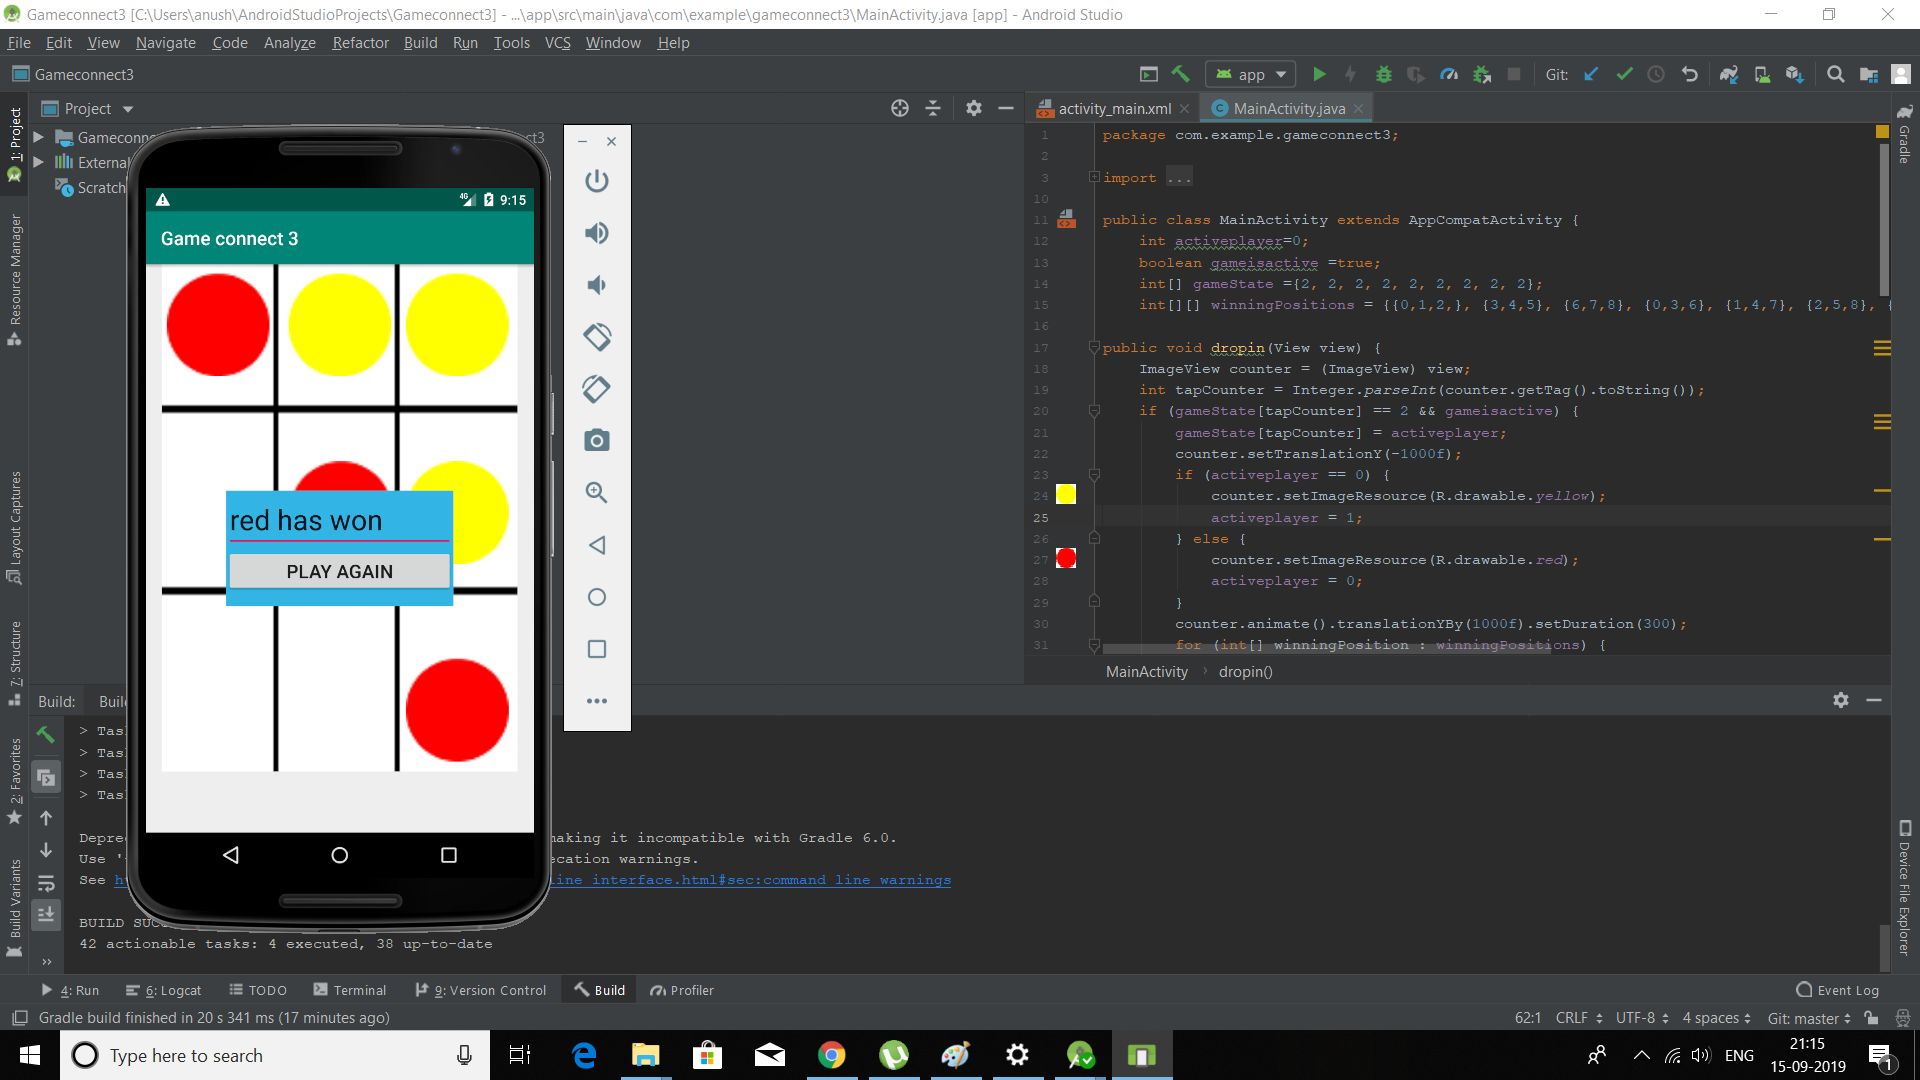 Gameconnect3 [C:\Users\anush\AndroidStudioProjects\Gameconnect3] - ...\app\src\main\java\com\example\gameconnect3\MainActivity.java [app] - Android Studio
File Edit View Navigate Code Analyze Refactor Build Run Tools VCS Window Help
Gameconnect3
app
Git:
Project
Gameconn
ct3
External
Scratch
1: Project
Resource Manager
Layout Captures
7: Structure
2: Favorites
Build Variants
4G 9:15
Game connect 3
red has won
PLAY AGAIN
activity_main.xml
MainActivity.java
Gradle
Device File Explorer
1 package com.example.gameconnect3;
2
3 import ...
10
11 public class MainActivity extends AppCompatActivity {
12 int activeplayer=0;
13 boolean gameisactive =true;
14 int[] gameState ={2, 2, 2, 2, 2, 2, 2, 2, 2};
15 int[][] winningPositions = {{0,1,2,}, {3,4,5}, {6,7,8}, {0,3,6}, {1,4,7}, {2,5,8}, {
16
17 public void dropin(View view) {
18 ImageView counter = (ImageView) view;
19 int tapCounter = Integer.parseInt(counter.getTag().toString());
20 if (gameState[tapCounter] == 2 && gameisactive) {
21 gameState[tapCounter] = activeplayer;
22 counter.setTranslationY(-1000f);
23 if (activeplayer == 0) {
24 counter.setImageResource(R.drawable.yellow);
25 activeplayer = 1;
26 } else {
27 counter.setImageResource(R.drawable.red);
28 activeplayer = 0;
29 }
30 counter.animate().translationYBy(1000f).setDuration(300);
31 for (int[] winningPosition : winningPositions) {
MainActivity › dropin()
Build: Buil
> Tas
> Tas
> Tas
> Tas
Depre making it incompatible with Gradle 6.0.
Use '- ecation warnings.
See ht ine_interface.html#sec:command_line_warnings
BUILD SUC
42 actionable tasks: 4 executed, 38 up-to-date
4: Run 6: Logcat TODO Terminal 9: Version Control Build Profiler Event Log
Gradle build finished in 20 s 341 ms (17 minutes ago)
62:1 CRLF UTF-8 4 spaces Git: master
Type here to search
ENG
21:15
15-09-2019
1